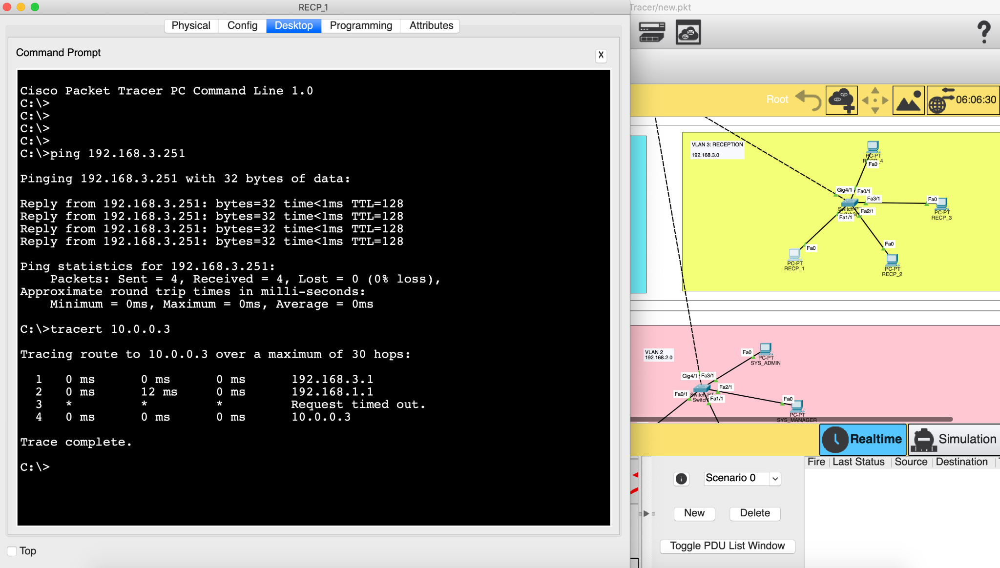 RECP_1
Tracer/new.pkt
Physical
Config
Desktop
Programming
Attributes
Command Prompt
X
Cisco Packet Tracer PC Command Line 1.0
C:\>
C:\>
C:\>
C:\>
C:\>ping 192.168.3.251
Pinging 192.168.3.251 with 32 bytes of data:
Reply from 192.168.3.251: bytes=32 time<1ms TTL=128
Reply from 192.168.3.251: bytes=32 time<1ms TTL=128
Reply from 192.168.3.251: bytes=32 time<1ms TTL=128
Reply from 192.168.3.251: bytes=32 time<1ms TTL=128
Ping statistics for 192.168.3.251:
Packets: Sent = 4, Received = 4, Lost = 0 (0% loss),
Approximate round trip times in milli-seconds:
Minimum = 0ms, Maximum = 0ms, Average = 0ms
C:\>tracert 10.0.0.3
Tracing route to 10.0.0.3 over a maximum of 30 hops:
1 0 ms 0 ms 0 ms 192.168.3.1
2 0 ms 12 ms 0 ms 192.168.1.1
3 * * * Request timed out.
4 0 ms 0 ms 0 ms 10.0.0.3
Trace complete.
C:\>
Top
?
Root
06:06:30
VLAN 3: RECEPTION
192.168.3.0
PC-PT
Fa0
Gig4/1
Fa0/1
Fa3/1
Fa2/1
Fa1/1
Fa0
PC-PT
RECP_3
Fa0
PC-PT
RECP_1
Fa0
PC-PT
RECP_2
VLAN 2
192.168.2.0
Fa0
PC-PT
SYS_ADMIN
Gig4/1
Fa3/1
Fa2/1
Fa0/1
Switch-PT
Switch
Fa1/1
Fa0
PC-PT
SYS_MANAGER
Realtime
Simulation
Fire
Last Status
Source
Destination
Scenario 0
New
Delete
Toggle PDU List Window